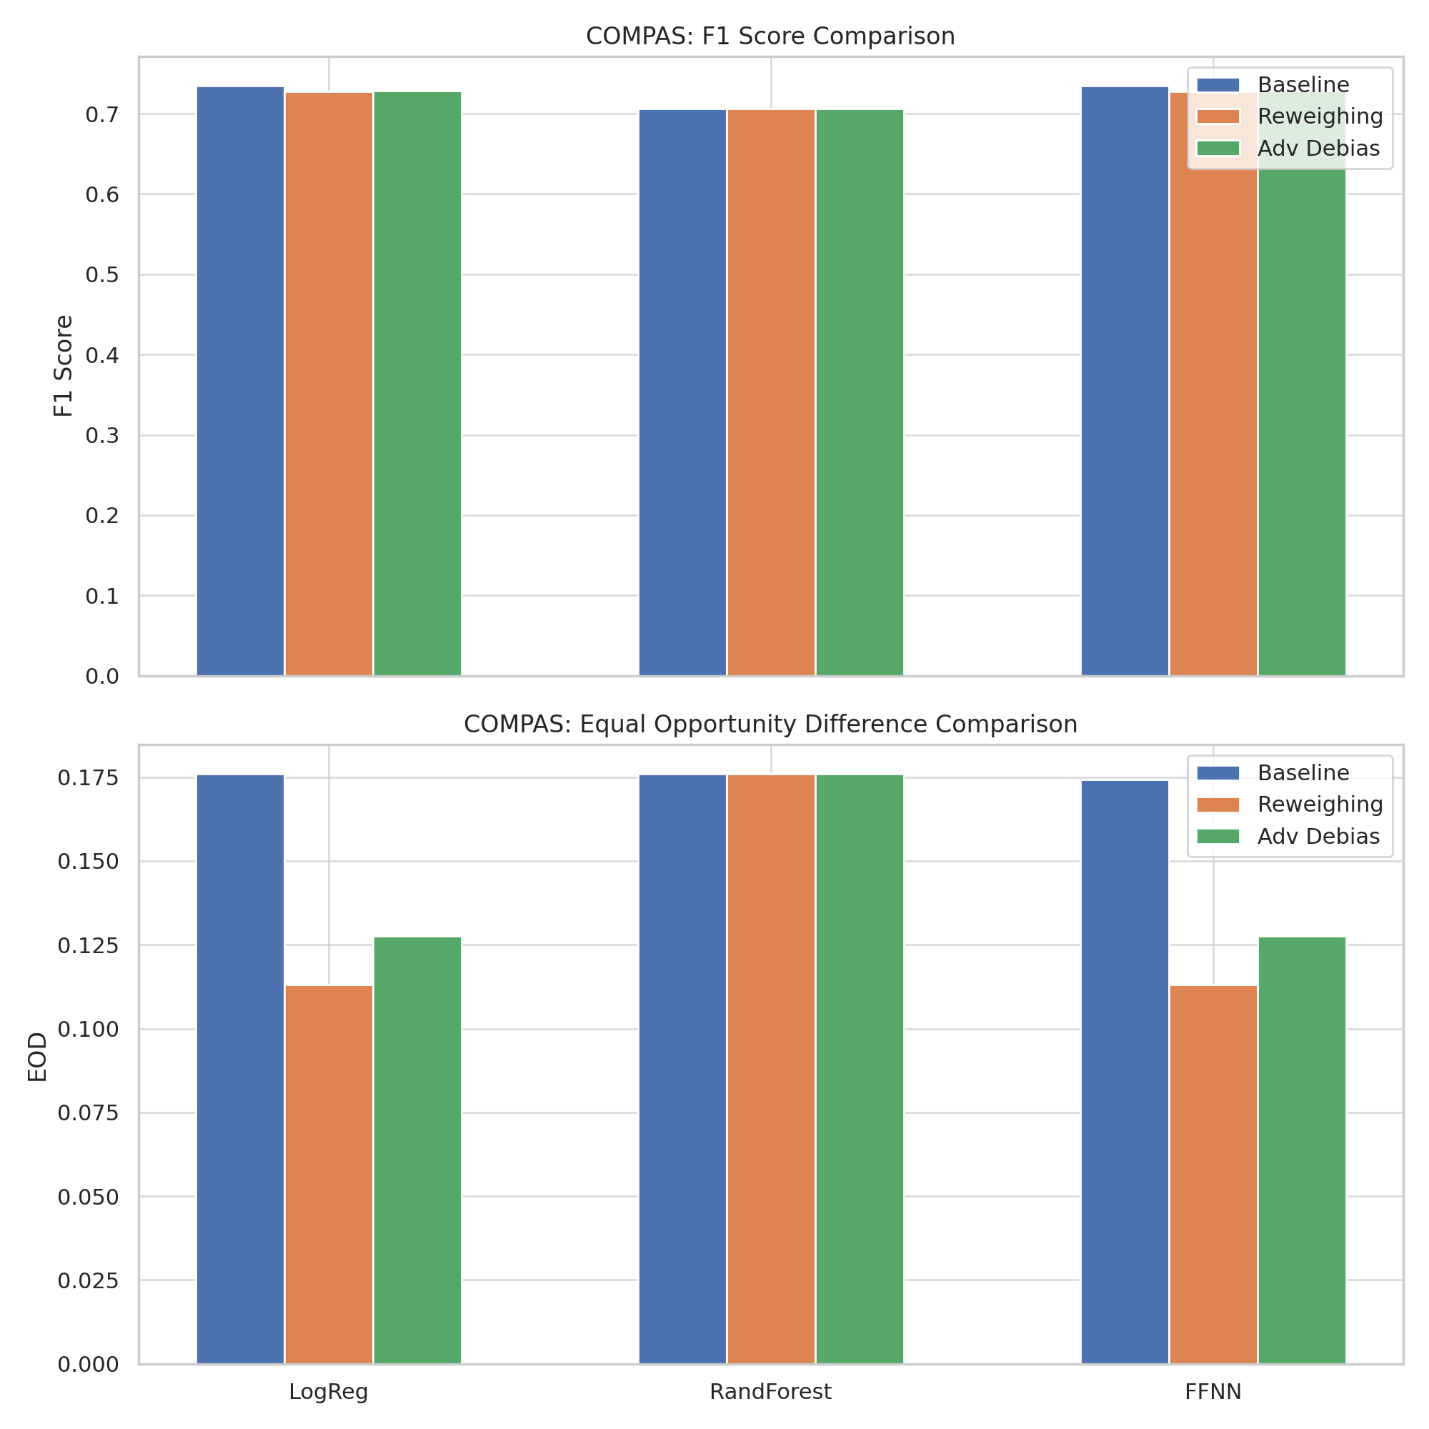 COMPAS: F1 Score Comparison
F1 Score
0.7
0.6
0.5
0.4
0.3
0.2
0.1
0.0
Baseline
Reweighing
Adv Debias
COMPAS: Equal Opportunity Difference Comparison
EOD
0.175
0.150
0.125
0.100
0.075
0.050
0.025
0.000
Baseline
Reweighing
Adv Debias
LogReg
RandForest
FFNN